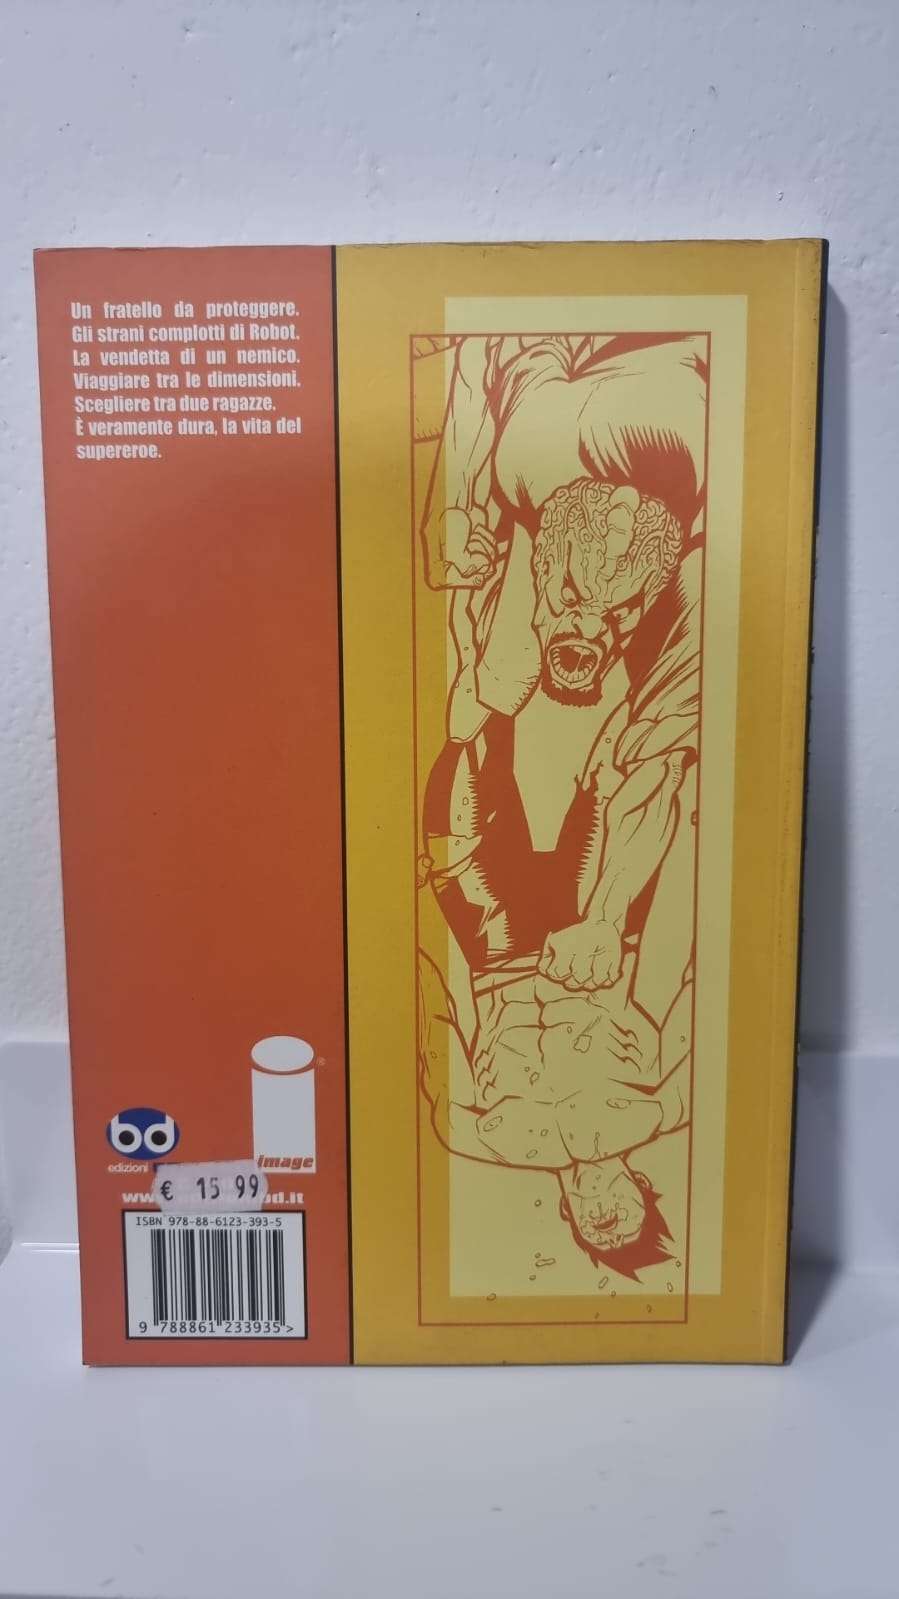 Un fratello da proteggere.
Gli strani complotti di Robot.
La vendetta di un nemico.
Viaggiare tra le dimensioni.
Scegliere tra due ragazze.
È veramente dura, la vita del
supereroe.
bd
edizioni
image
®
€ 15.99
bd.it
ISBN 978-88-6123-393-5
9 788861 233935 >